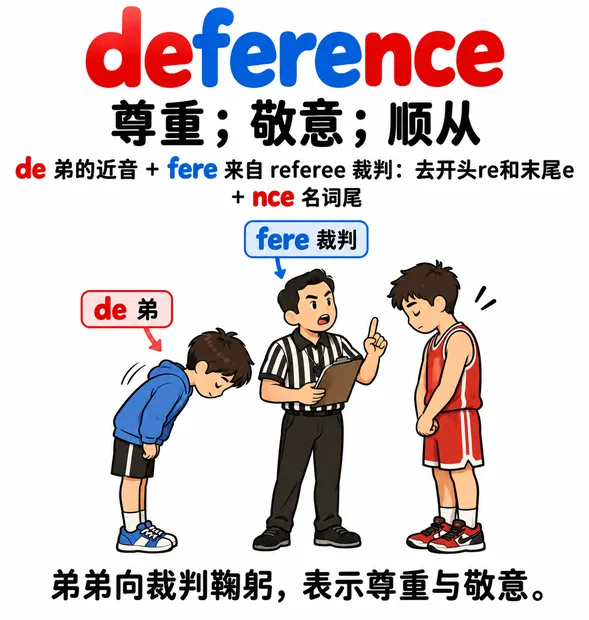 deference
尊重；敬意；顺从
de 弟的近音 + fere 来自 referee 裁判：去开头re和末尾e
+ nce 名词尾
fere 裁判
de 弟
弟弟向裁判鞠躬，表示尊重与敬意。